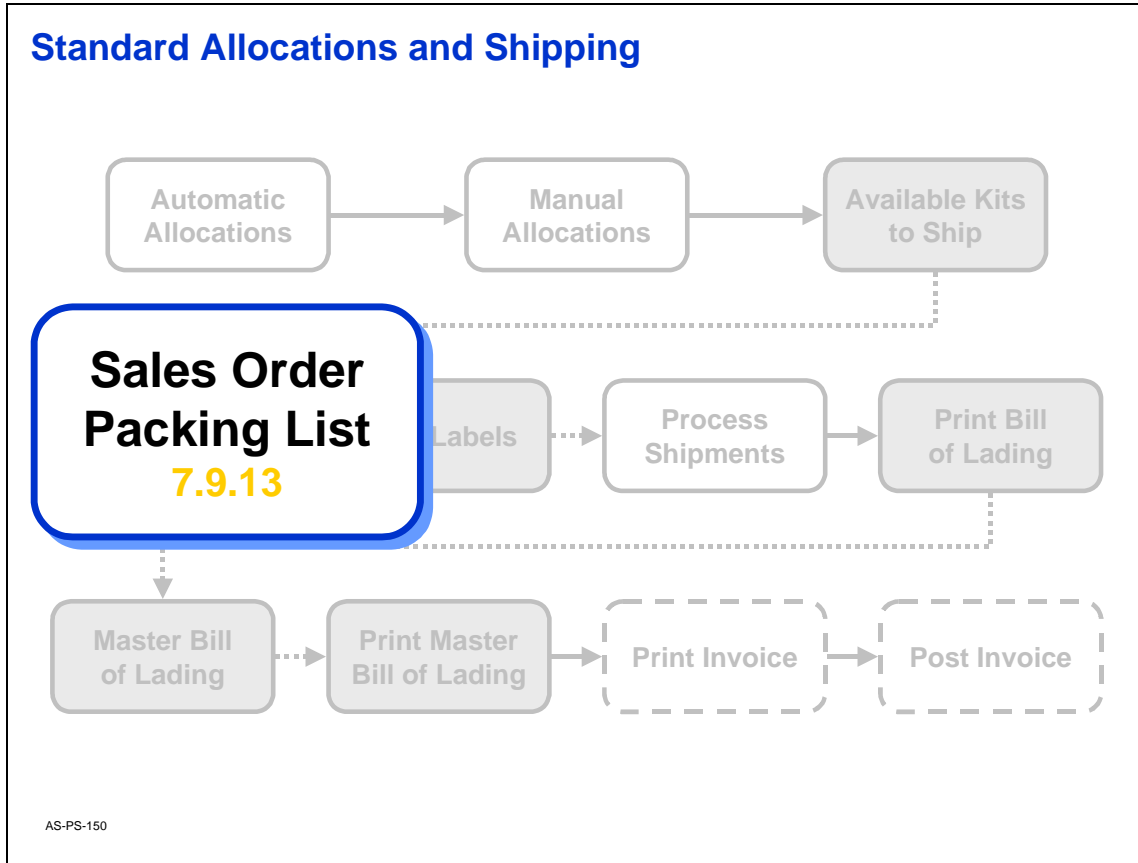 Standard Allocations and Shipping
Automatic
Allocations
Manual
Allocations
Available Kits
to Ship
Sales Order
Packing List
7.9.13
Labels
Process
Shipments
Print Bill
of Lading
Master Bill
of Lading
Print Master
Bill of Lading
Print Invoice
Post Invoice
AS-PS-150